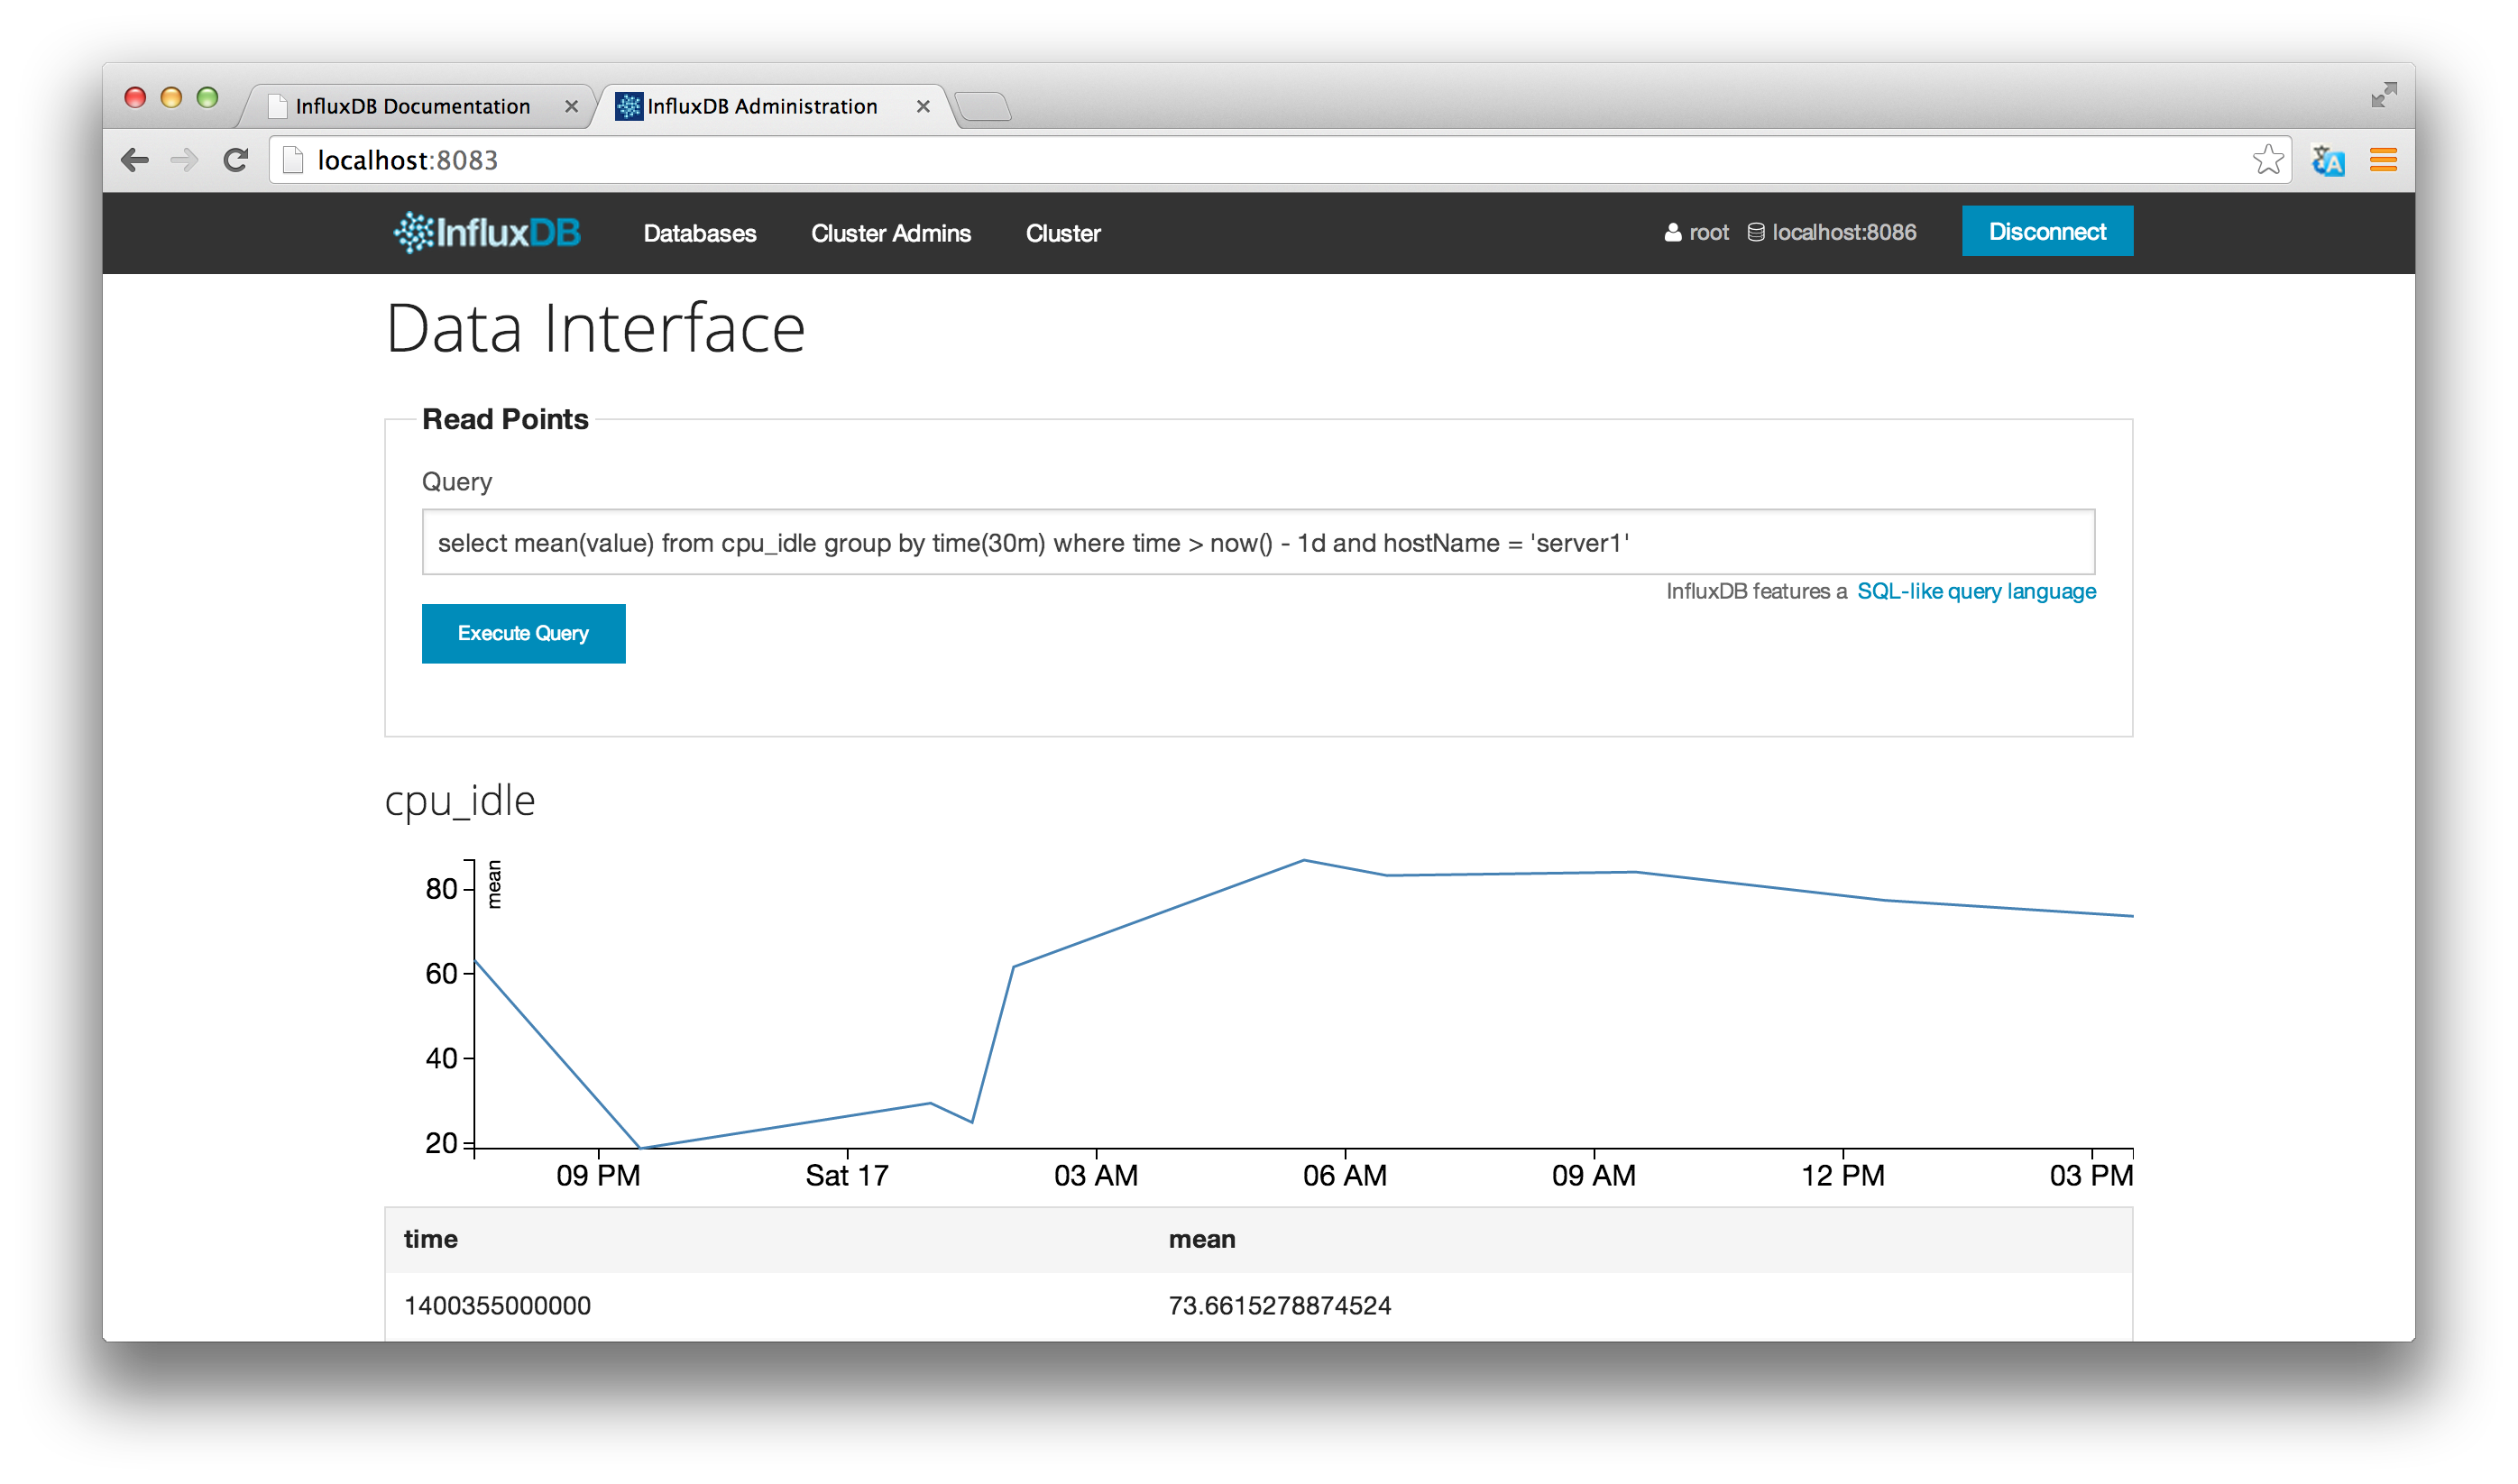 InfluxDB Documentation InfluxDB Administration
localhost:8083
InfluxDB Databases Cluster Admins Cluster root localhost:8086 Disconnect
Data Interface
Read Points
Query
select mean(value) from cpu_idle group by time(30m) where time > now() - 1d and hostName = 'server1'
InfluxDB features a SQL-like query language
Execute Query
cpu_idle
mean
80
60
40
20
09 PM Sat 17 03 AM 06 AM 09 AM 12 PM 03 PM
time mean
1400355000000 73.6615278874524